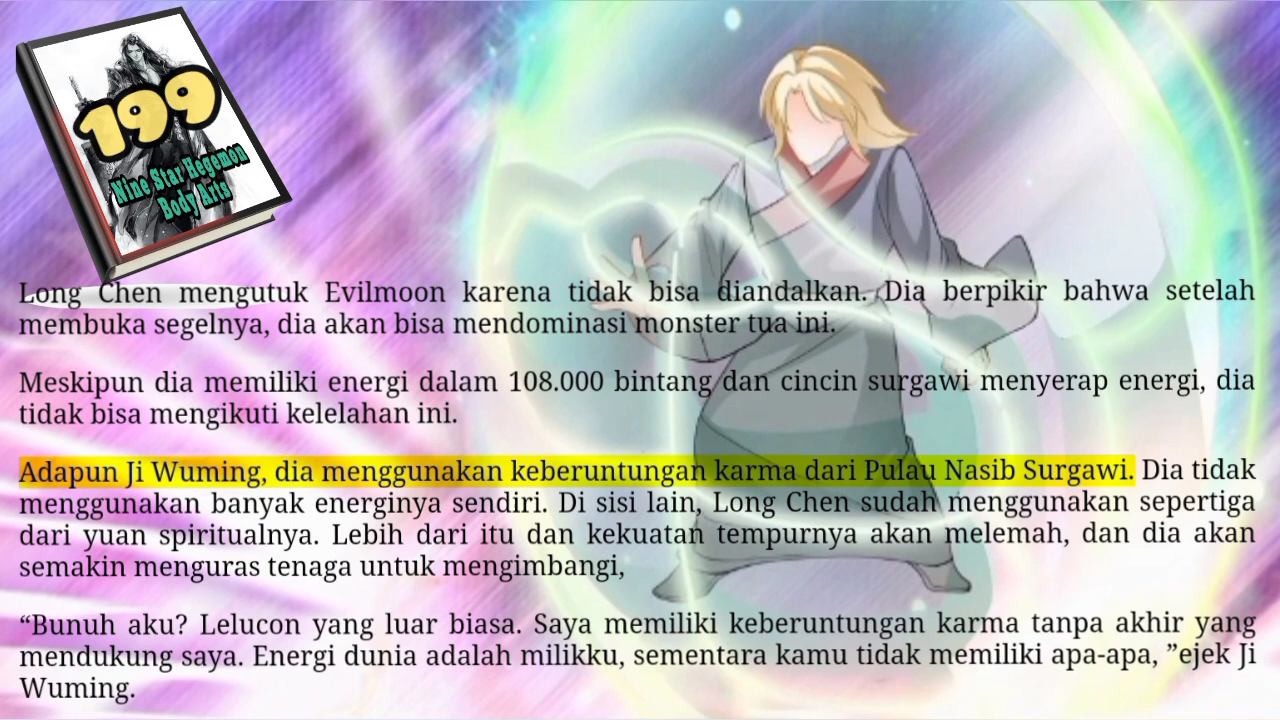 199
Nine Star Hegemon
Body Arts
Long Chen mengutuk Evilmoon karena tidak bisa diandalkan. Dia berpikir bahwa setelah
membuka segelnya, dia akan bisa mendominasi monster tua ini.
Meskipun dia memiliki energi dalam 108.000 bintang dan cincin surgawi menyerap energi, dia
tidak bisa mengikuti kelelahan ini.
Adapun Ji Wuming, dia menggunakan keberuntungan karma dari Pulau Nasib Surgawi. Dia tidak
menggunakan banyak energinya sendiri. Di sisi lain, Long Chen sudah menggunakan sepertiga
dari yuan spiritualnya. Lebih dari itu dan kekuatan tempurnya akan melemah, dan dia akan
semakin menguras tenaga untuk mengimbangi,
“Bunuh aku? Lelucon yang luar biasa. Saya memiliki keberuntungan karma tanpa akhir yang
mendukung saya. Energi dunia adalah milikku, sementara kamu tidak memiliki apa-apa, ”ejek Ji
Wuming.